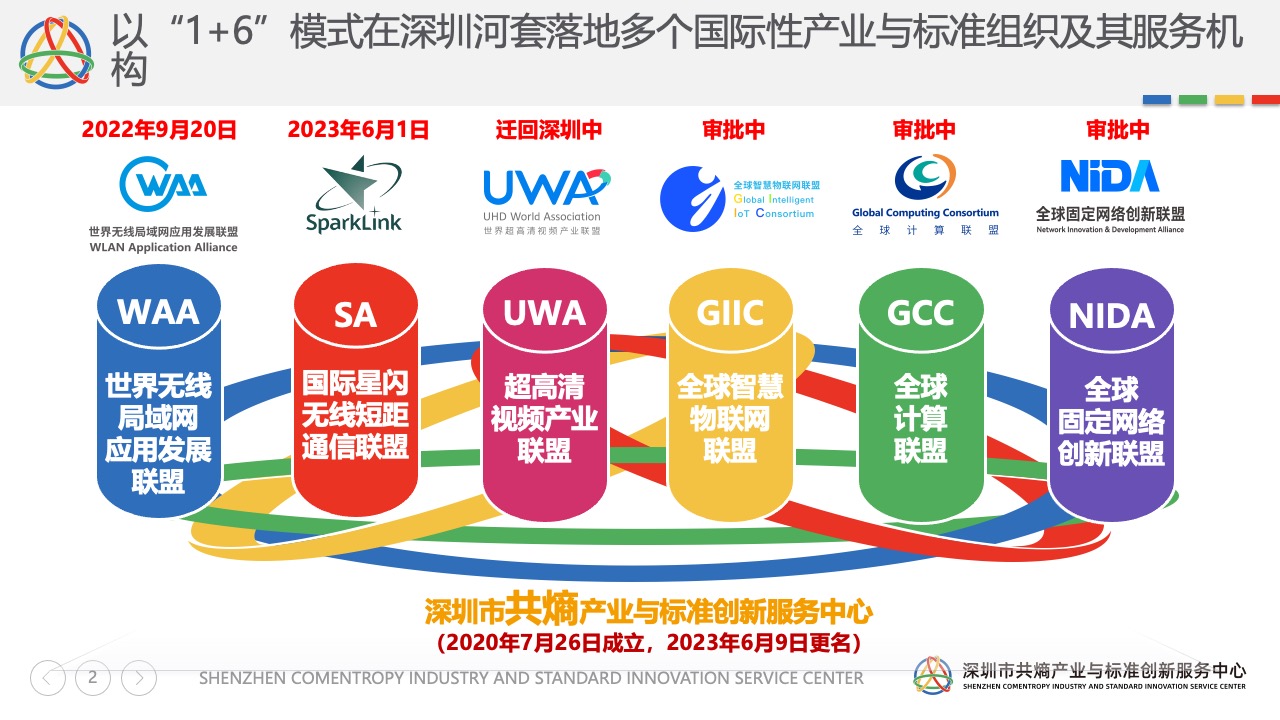 以“1+6”模式在深圳河套落地多个国际性产业与标准组织及其服务机
构
2022年9月20日
2023年6月1日
迁回深圳中
审批中
审批中
审批中
WAA
世界无线局域网应用发展联盟
WLAN Application Alliance
SparkLink
UWA
UHD World Association
世界超高清视频产业联盟
全球智慧物联网联盟
Global Intelligent
IoT Consortium
Global Computing Consortium
全球计算联盟
NiDA
全球固定网络创新联盟
Network Innovation & Development Alliance
WAA
世界无线
局域网
应用发展
联盟
SA
国际星闪
无线短距
通信联盟
UWA
超高清
视频产业
联盟
GIIC
全球智慧
物联网
联盟
GCC
全球
计算
联盟
NIDA
全球
固定网络
创新联盟
深圳市共熵产业与标准创新服务中心
（2020年7月26日成立，2023年6月9日更名）
2
SHENZHEN COMENTROPY INDUSTRY AND STANDARD INNOVATION SERVICE CENTER
深圳市共熵产业与标准创新服务中心
SHENZHEN COMENTROPY INDUSTRY AND STANDARD INNOVATION SERVICE CENTER